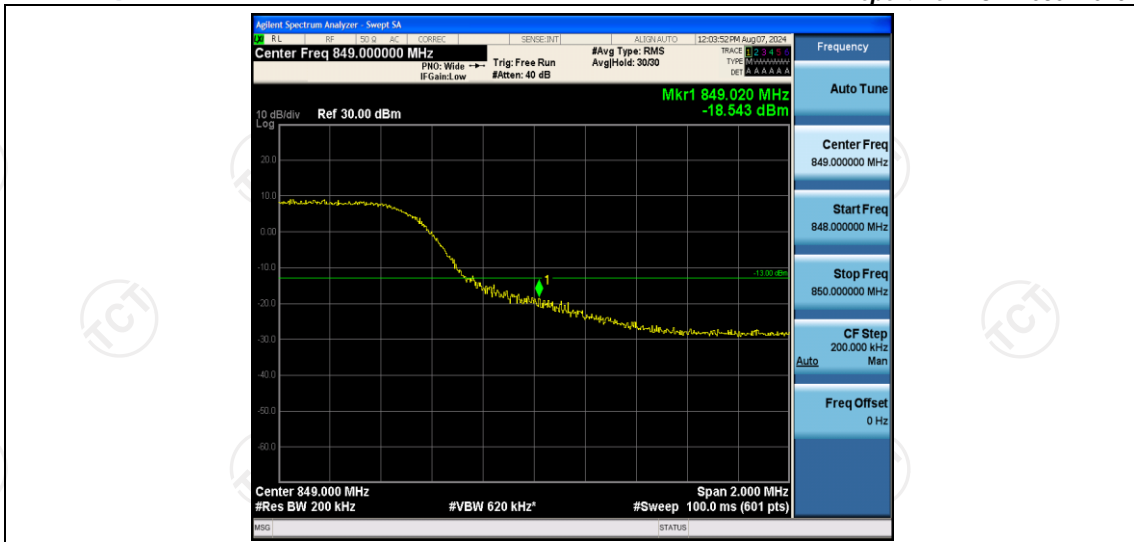 Agilent Spectrum Analyzer - Swept SA
RL RF 50 Ω AC CORREC SENSE:INT ALIGN AUTO 12:03:52 PM Aug 07, 2024
Center Freq 849.000000 MHz
PNO: Wide
IFGain:Low
Trig: Free Run
#Atten: 40 dB
#Avg Type: RMS
Avg|Hold: 30/30
TRACE 1 2 3 4 5 6
TYPE M
DET A A A A A A
Mkr1 849.020 MHz
-18.543 dBm
10 dB/div Ref 30.00 dBm
Log
20.0
10.0
0.00
-10.0
-20.0
-30.0
-40.0
-50.0
-60.0
-13.00 dBm
1
Center 849.000 MHz Span 2.000 MHz
#Res BW 200 kHz #VBW 620 kHz* #Sweep 100.0 ms (601 pts)
MSG STATUS
Frequency
Auto Tune
Center Freq
849.000000 MHz
Start Freq
848.000000 MHz
Stop Freq
850.000000 MHz
CF Step
200.000 kHz
Auto Man
Freq Offset
0 Hz
TCT
TCT
TCT
TCT
TCT
TCT